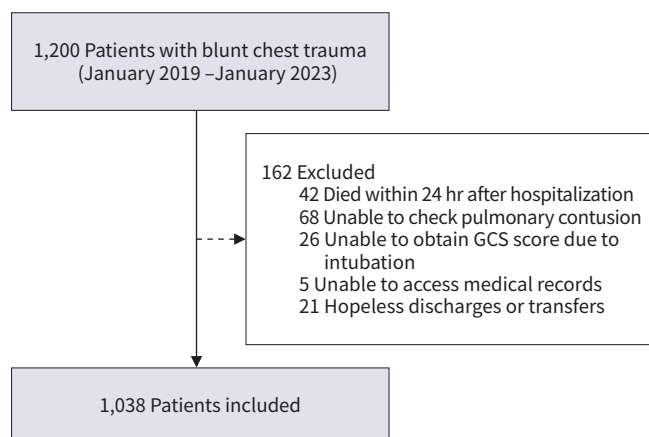 1,200 Patients with blunt chest trauma
(January 2019 –January 2023)
162 Excluded
42 Died within 24 hr after hospitalization
68 Unable to check pulmonary contusion
26 Unable to obtain GCS score due to
intubation
5 Unable to access medical records
21 Hopeless discharges or transfers
1,038 Patients included